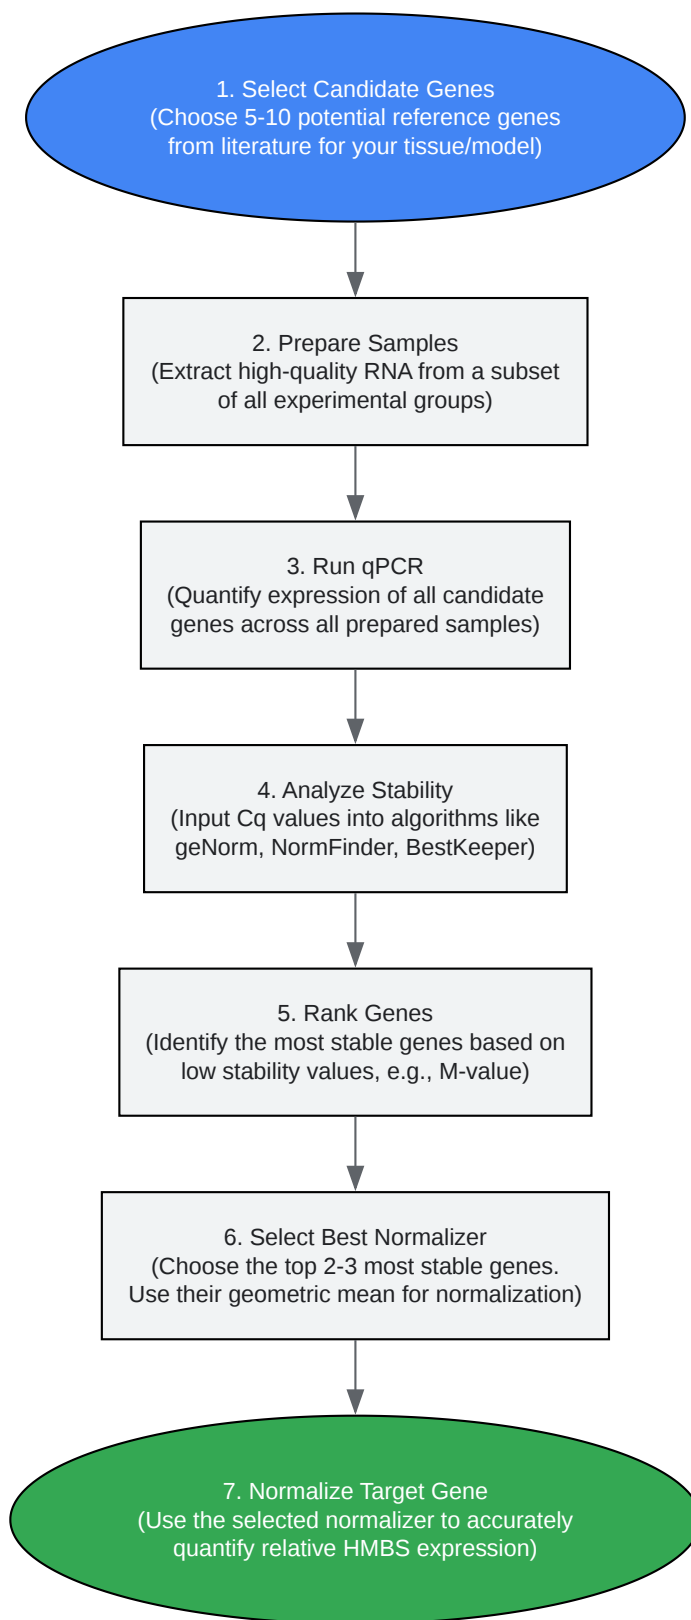 1. Select Candidate Genes
(Choose 5-10 potential reference genes
from literature for your tissue/model)
2. Prepare Samples
(Extract high-quality RNA from a subset
of all experimental groups)
3. Run qPCR
(Quantify expression of all candidate
genes across all prepared samples)
4. Analyze Stability
(Input Cq values into algorithms like
geNorm, NormFinder, BestKeeper)
5. Rank Genes
(Identify the most stable genes based on
low stability values, e.g., M-value)
6. Select Best Normalizer
(Choose the top 2-3 most stable genes.
Use their geometric mean for normalization)
7. Normalize Target Gene
(Use the selected normalizer to accurately
quantify relative HMBS expression)